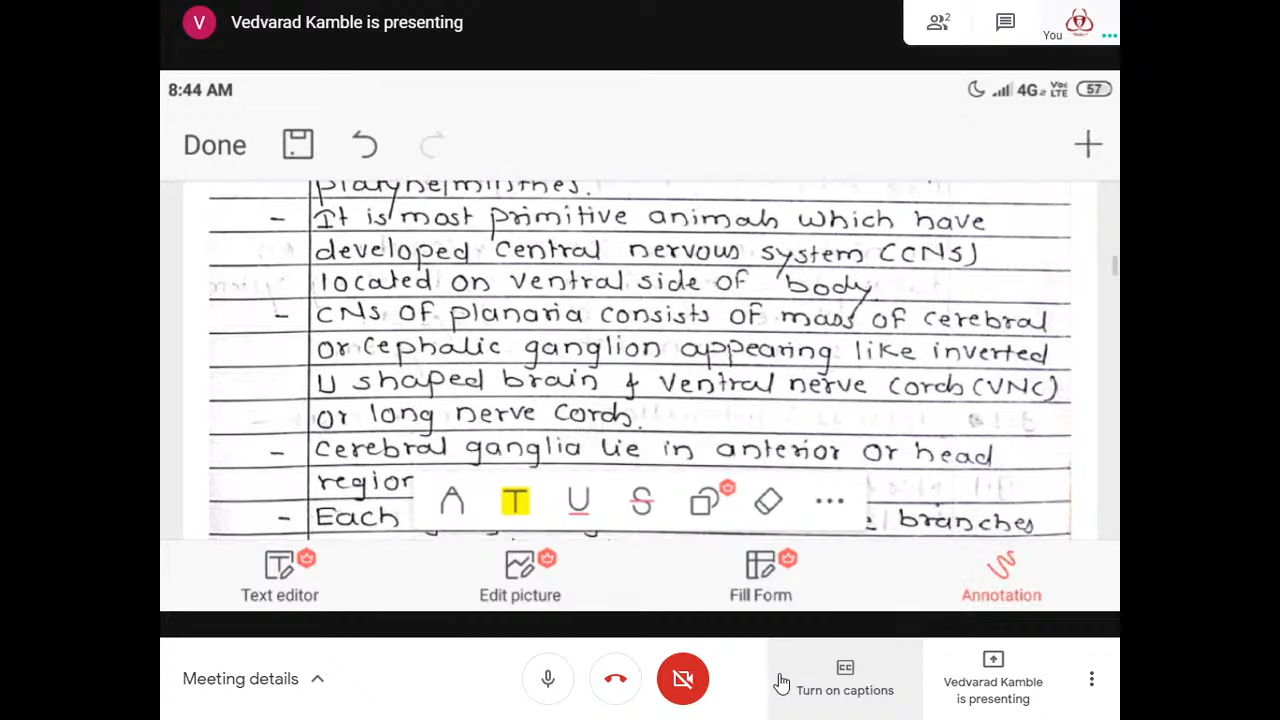 V
Vedvarad Kamble is presenting
2
You
8:44 AM
4G
Vo)
LTE
57
Done
platyhelminthes.
- It is most primitive animals which have
developed central nervous system (CNS)
located on ventral side of body.
- CNS of planaria consists of mass of cerebral
or cephalic ganglion appearing like inverted
U shaped brain & ventral nerve cords (VNC)
or long nerve cords.
- Cerebral ganglia lie in anterior or head
region
- Each branches
T U S
Text editor
Edit picture
Fill Form
Annotation
Meeting details
CC
Turn on captions
Vedvarad Kamble
is presenting